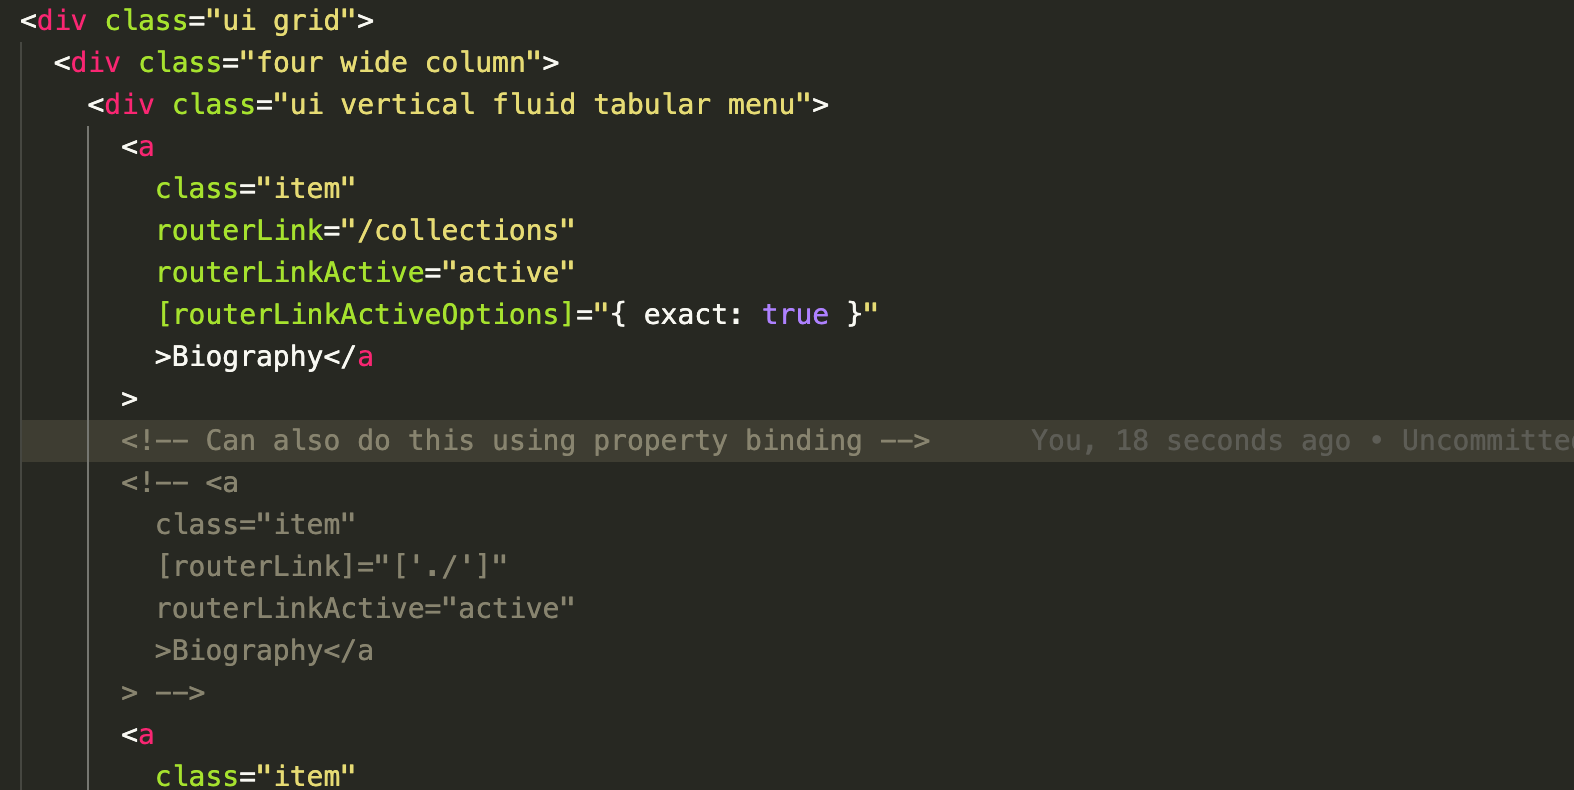 <div class="ui grid">
<div class="four wide column">
<div class="ui vertical fluid tabular menu">
<a
class="item"
routerLink="/collections"
routerLinkActive="active"
[routerLinkActiveOptions]="{ exact: true }"
>Biography</a
>
<!-- Can also do this using property binding --> You, 18 seconds ago • Uncommitte
<!-- <a
class="item"
[routerLink]="['./']"
routerLinkActive="active"
>Biography</a
> -->
<a
class="item"